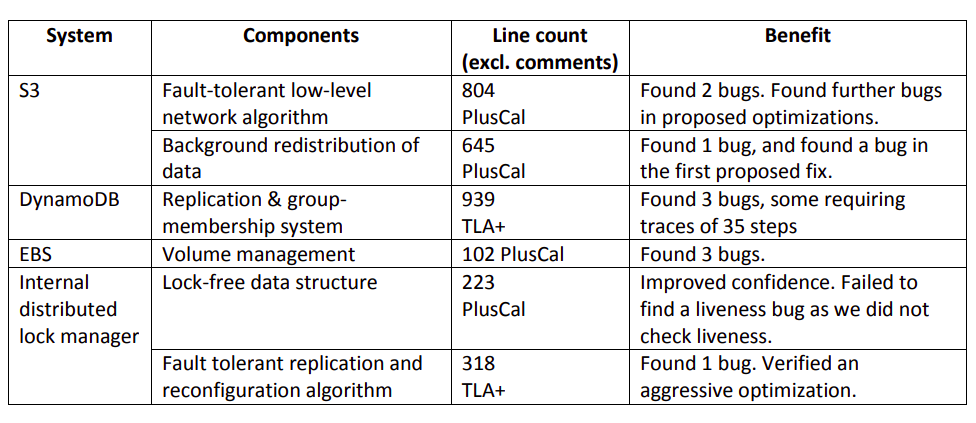 System Components Line count Benefit
(excl. comments)
S3 Fault-tolerant low-level 804 Found 2 bugs. Found further bugs
network algorithm PlusCal in proposed optimizations.
Background redistribution of 645 Found 1 bug, and found a bug in
data PlusCal the first proposed fix.
DynamoDB Replication & group- 939 Found 3 bugs, some requiring
membership system TLA+ traces of 35 steps
EBS Volume management 102 PlusCal Found 3 bugs.
Internal Lock-free data structure 223 Improved confidence. Failed to
distributed PlusCal find a liveness bug as we did not
lock manager check liveness.
Fault tolerant replication and 318 Found 1 bug. Verified an
reconfiguration algorithm TLA+ aggressive optimization.